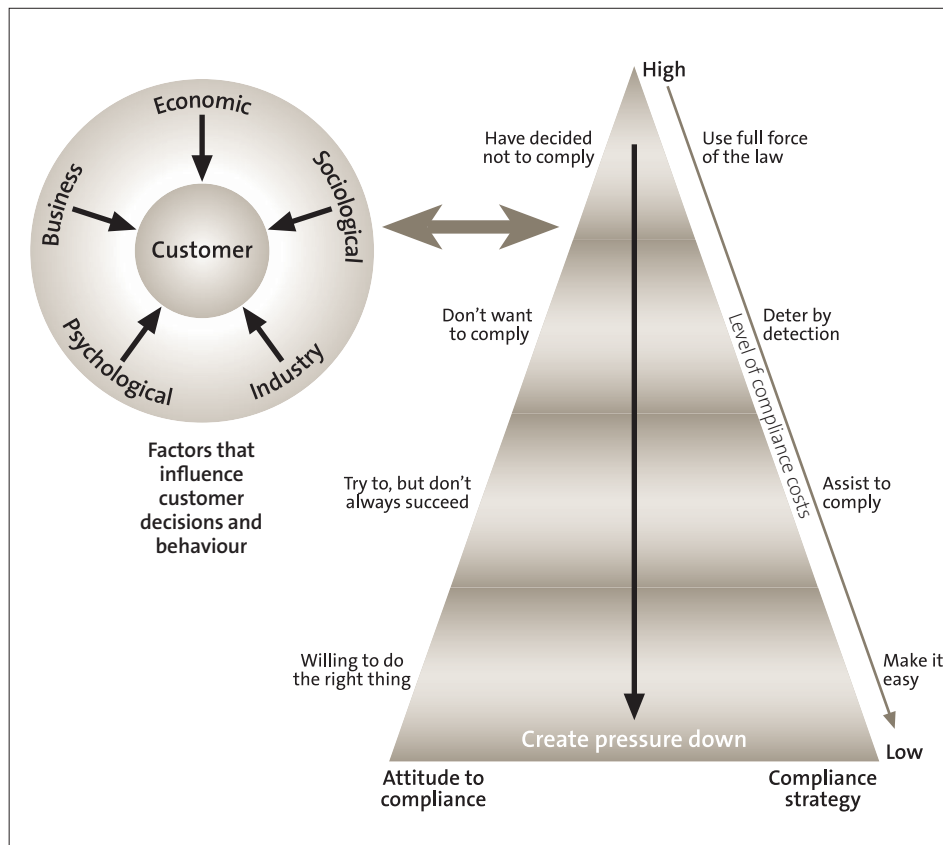 Economic
Sociological
Business
Customer
Psychological
Industry
Factors that
influence
customer
decisions and
behaviour
High
Have decided
not to comply
Use full force
of the law
Don’t want
to comply
Deter by
detection
Level of compliance costs
Try to, but don’t
always succeed
Assist to
comply
Willing to do
the right thing
Make it
easy
Create pressure down
Low
Attitude to
compliance
Compliance
strategy